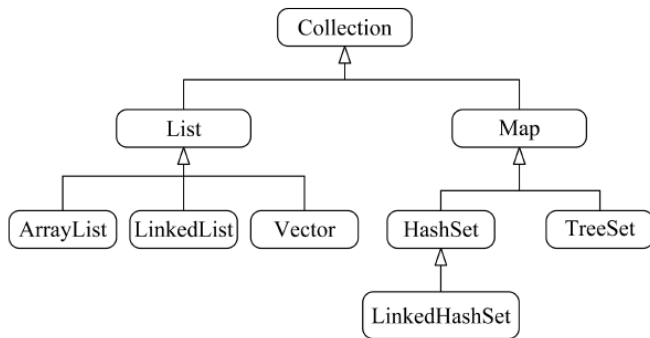 Collection
List
Map
ArrayList
LinkedList
Vector
HashSet
TreeSet
LinkedHashSet